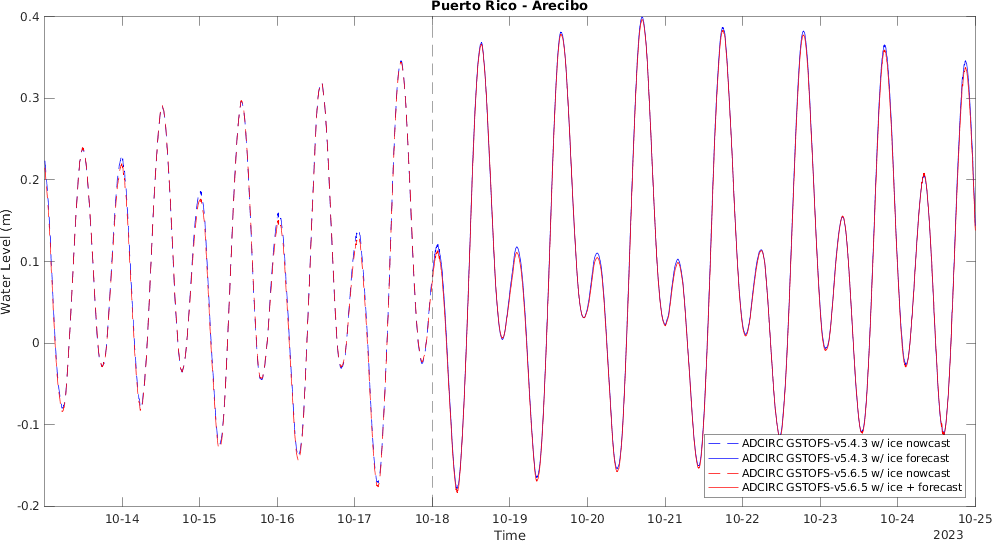 Puerto Rico - Arecibo
0.4
0.3
0.2
0.1
0
-0.1
-0.2
Water Level (m)
ADCIRC GSTOFS-v5.4.3 w/ ice nowcast
ADCIRC GSTOFS-v5.4.3 w/ ice forecast
ADCIRC GSTOFS-v5.6.5 w/ ice nowcast
ADCIRC GSTOFS-v5.6.5 w/ ice + forecast
10-14 10-15 10-16 10-17 10-18 10-19 10-20 10-21 10-22 10-23 10-24 10-25
Time
2023